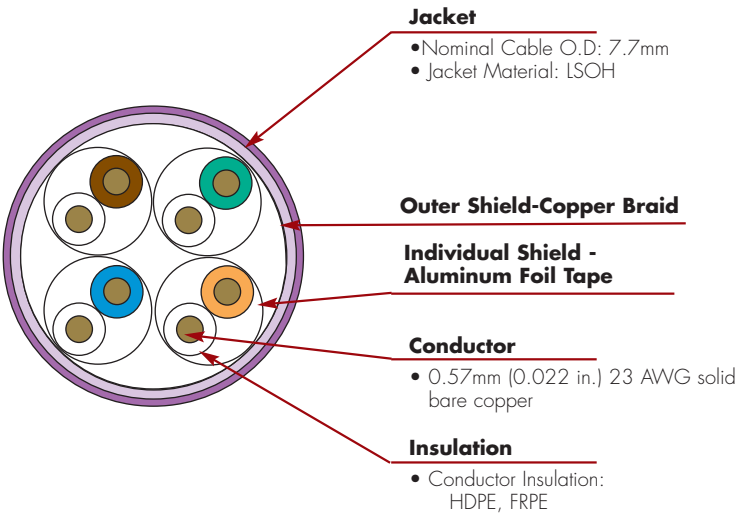 Jacket
•Nominal Cable O.D: 7.7mm
• Jacket Material: LSOH
Outer Shield-Copper Braid
Individual Shield -
Aluminum Foil Tape
Conductor
• 0.57mm (0.022 in.) 23 AWG solid
bare copper
Insulation
• Conductor Insulation:
HDPE, FRPE